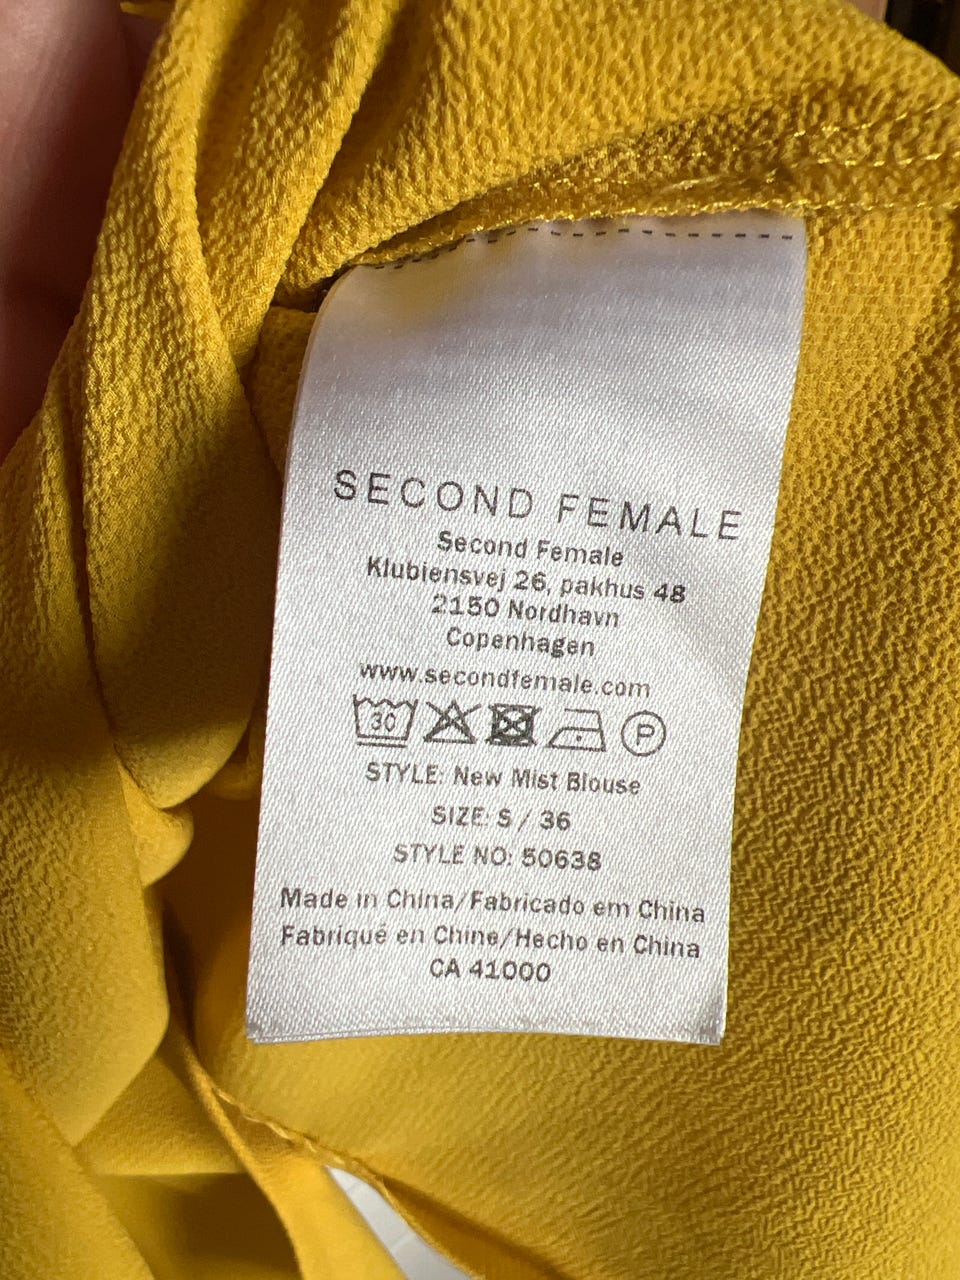 SECOND FEMALE
Second Female
Klubiensvej 26, pakhus 48
2150 Nordhavn
Copenhagen
www.secondfemale.com
30 P
STYLE: New Mist Blouse
SIZE: S / 36
STYLE NO: 50638
Made in China/Fabricado em China
Fabriqué en Chine/Hecho en China
CA 41000